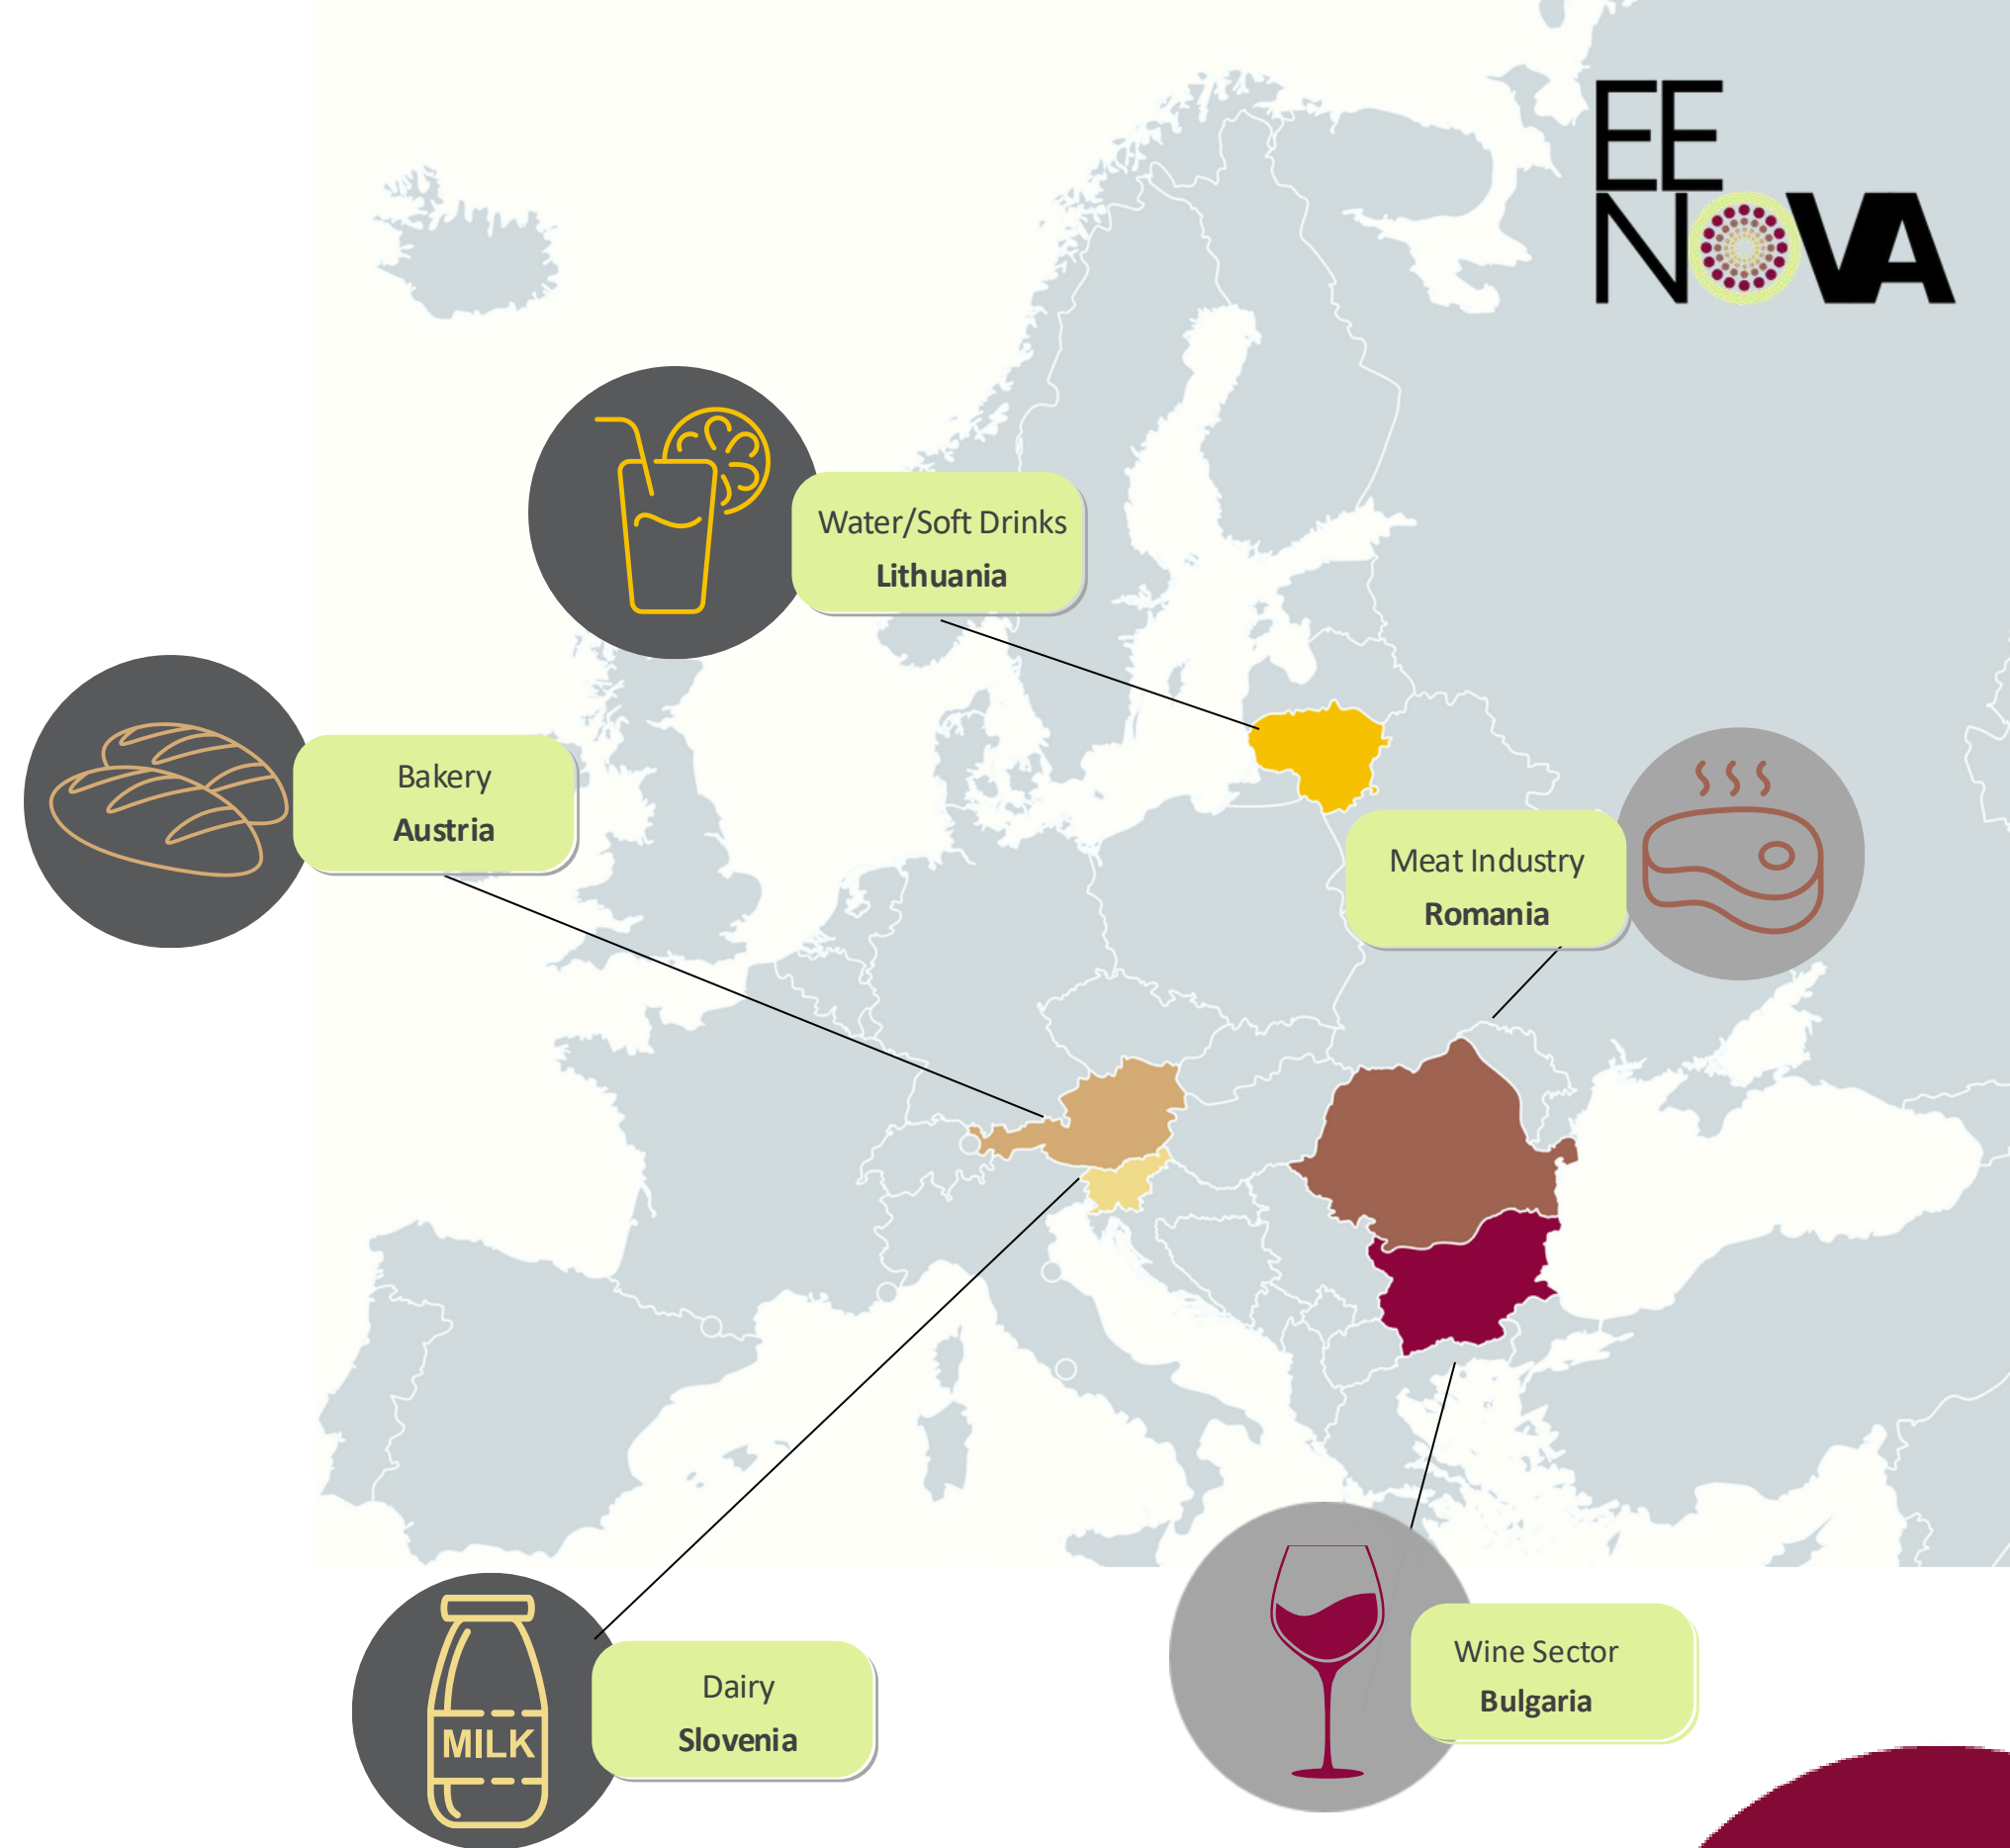 EE
NOVA
Water/Soft Drinks
Lithuania
Bakery
Austria
Meat Industry
Romania
MILK
Dairy
Slovenia
Wine Sector
Bulgaria